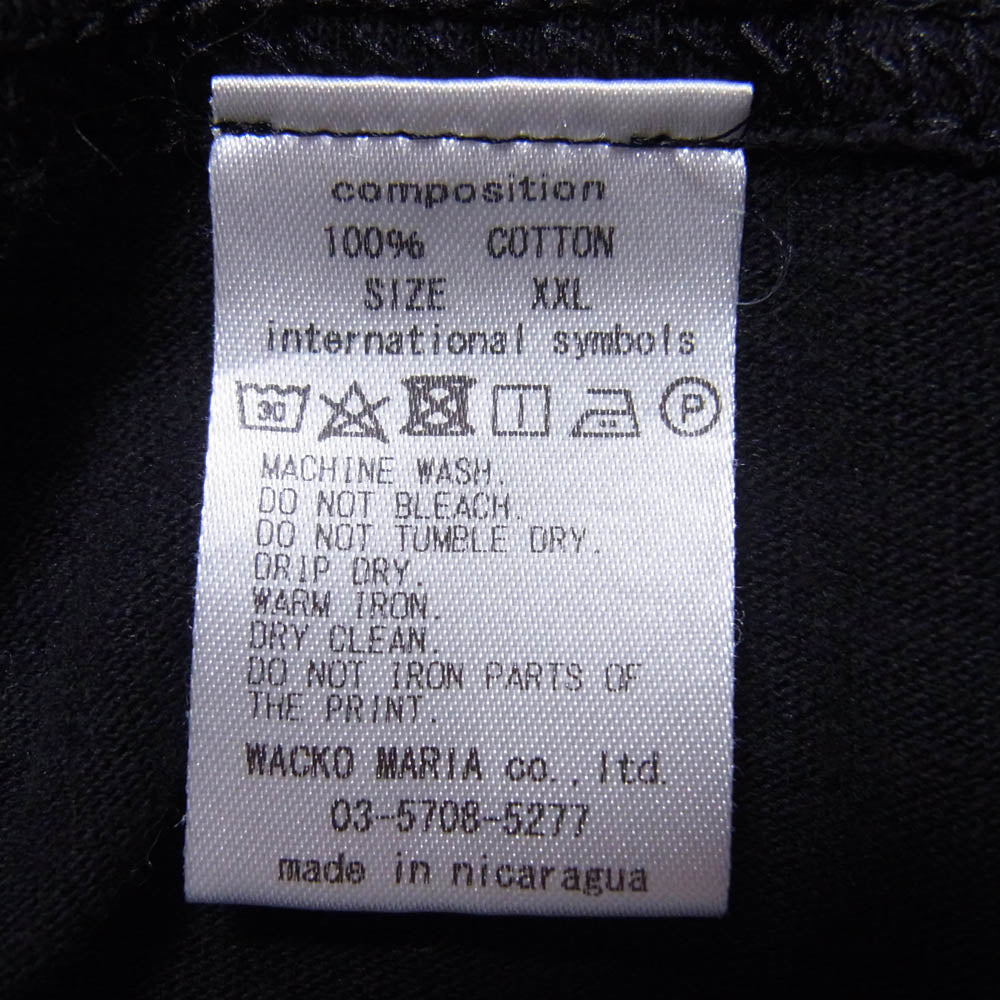 composition
100% COTTON
SIZE XXL
international symbols
30 P
MACHINE WASH.
DO NOT BLEACH.
DO NOT TUMBLE DRY.
DRIP DRY.
WARM IRON.
DRY CLEAN.
DO NOT IRON PARTS OF
THE PRINT.
WACKO MARIA co., ltd.
03-5708-5277
made in nicaragua